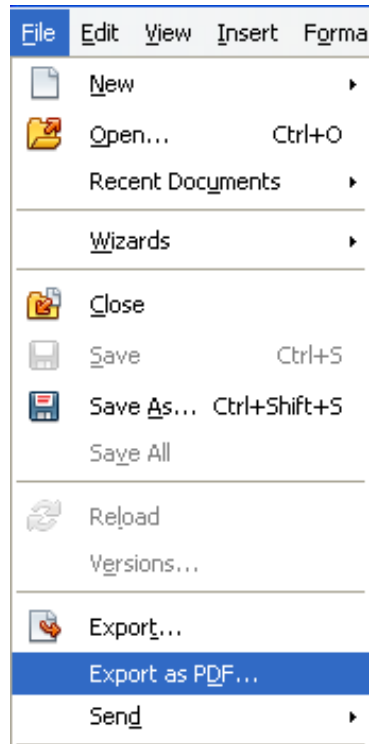 File Edit View Insert Forma
New
Open... Ctrl+O
Recent Documents
Wizards
Close
Save Ctrl+S
Save As... Ctrl+Shift+S
Save All
Reload
Versions...
Export...
Export as PDF...
Send